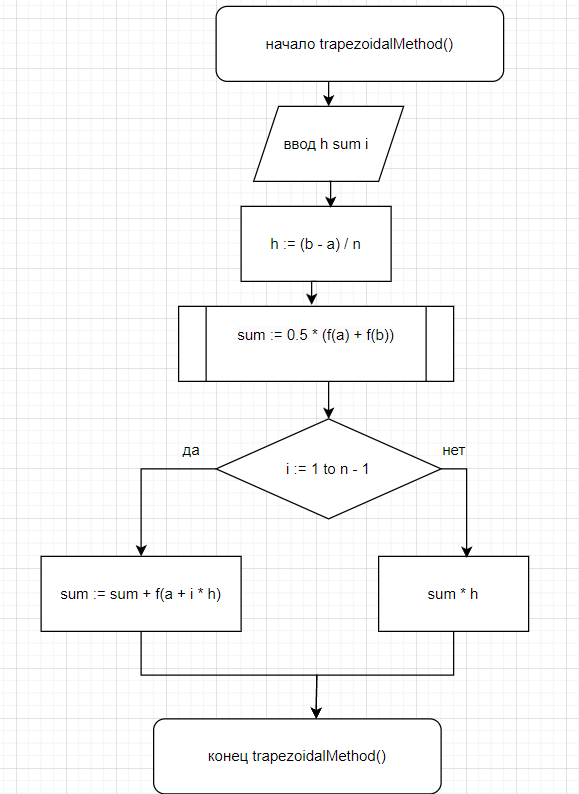 начало trapezoidalMethod()
ввод h sum i
h := (b - a) / n
sum := 0.5 * (f(a) + f(b))
да
нет
i := 1 to n - 1
sum := sum + f(a + i * h)
sum * h
конец trapezoidalMethod()